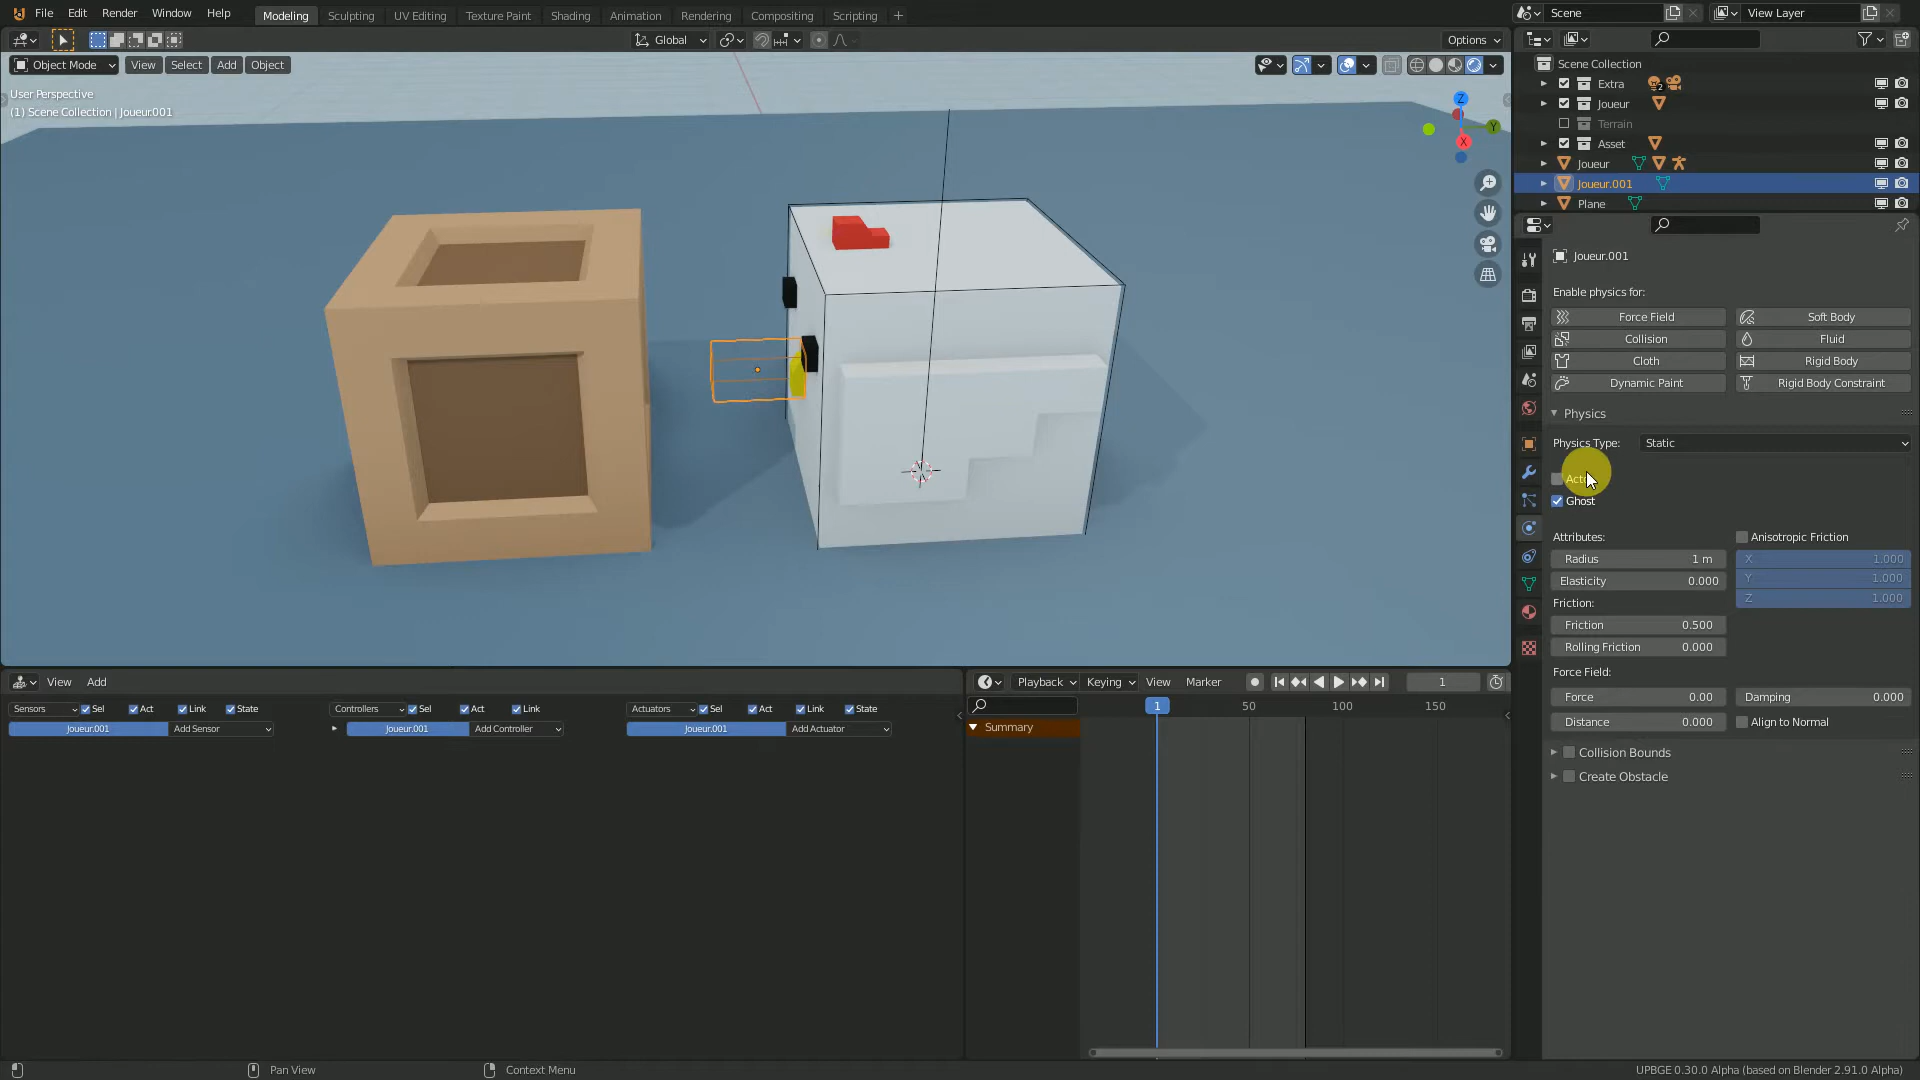 File Edit Render Window Help Modeling Sculpting UV Editing Texture Paint Shading Animation Rendering Compositing Scripting + Scene View Layer
Global Options
Object Mode View Select Add Object
User Perspective
(1) Scene Collection | Joueur.001
Z
Y
X
Scene Collection
Extra 2
Joueur
Terrain
Asset
Joueur
Joueur.001
Plane
Joueur.001
Enable physics for:
Force Field Soft Body
Collision Fluid
Cloth Rigid Body
Dynamic Paint Rigid Body Constraint
Physics
Physics Type: Static
Ghost
Attributes: Anisotropic Friction
Radius 1 m X 1.000
Elasticity 0.000 Y 1.000
Friction: Z 1.000
Friction 0.500
Rolling Friction 0.000
Force Field:
Force 0.00 Damping 0.000
Distance 0.000 Align to Normal
Collision Bounds
Create Obstacle
View Add
Sensors Sel Act Link State Controllers Sel Act Link Actuators Sel Act Link State
Joueur.001 Add Sensor Joueur.001 Add Controller Joueur.001 Add Actuator
Playback Keying View Marker 1
1 50 100 150
Summary
Pan View Context Menu UPBGE 0.30.0 Alpha (based on Blender 2.91.0 Alpha)